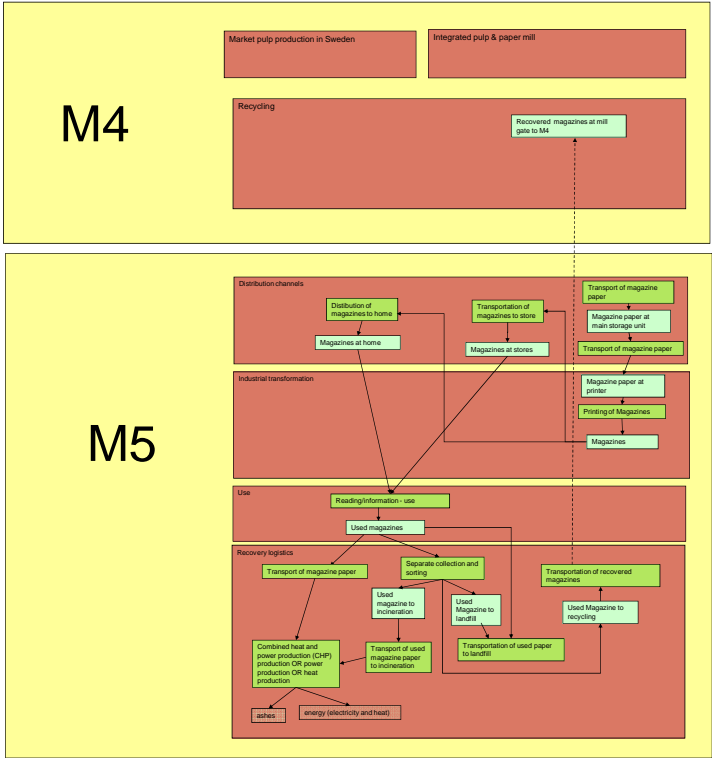 Market pulp production in Sweden
Integrated pulp & paper mill
M4
Recycling
Recovered magazines at mill
gate to M4
Distribution channels
Distibution of
magazines to home
Magazines at home
Transportation of
magazines to store
Magazines at stores
Transport of magazine
paper
Magazine paper at
main storage unit
Transport of magazine paper
Industrial transformation
Magazine paper at
printer
Printing of Magazines
Magazines
M5
Use
Reading/information - use
Used magazines
Recovery logistics
Transport of magazine paper
Separate collection and
sorting
Transportation of recovered
magazines
Used
magazine to
incineration
Used
Magazine to
landfill
Used Magazine to
recycling
Combined heat and
power production (CHP)
production OR power
production OR heat
production
Transport of used
magazine paper
to incineration
Transportation of used paper
to landfill
ashes
energy (electricity and heat)